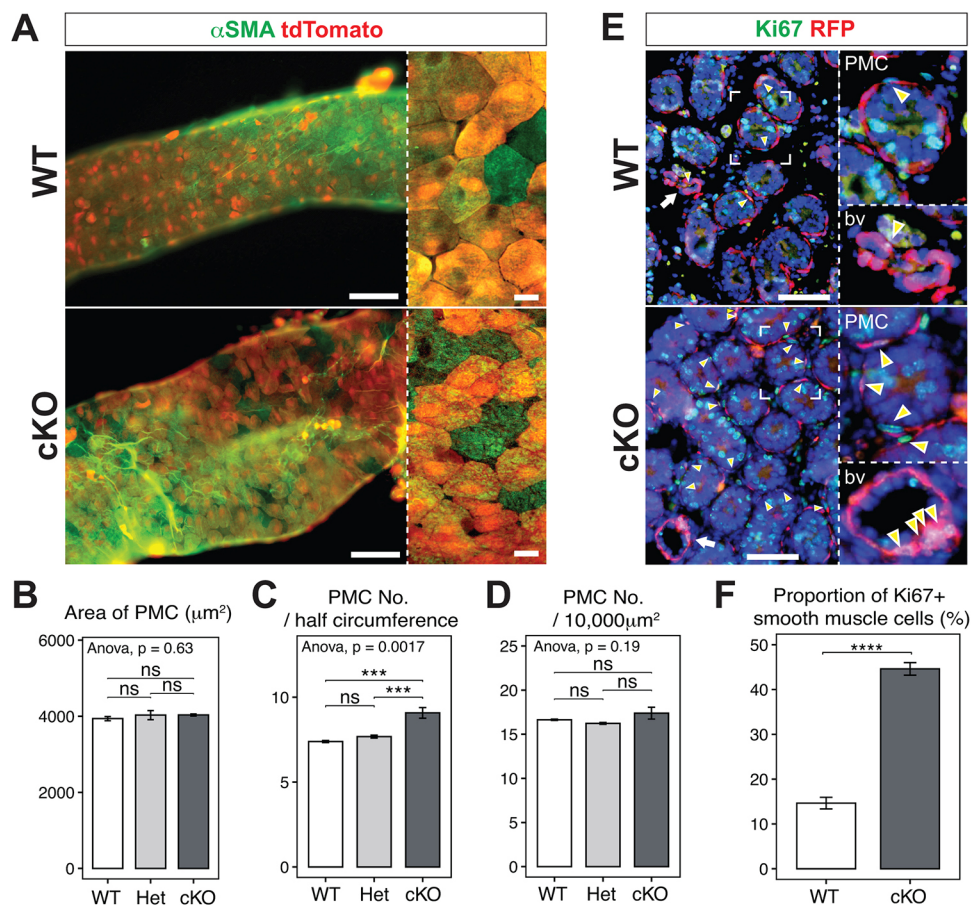 A
αSMA tdTomato
WT
cKO
E
Ki67 RFP
WT
PMC
bv
cKO
PMC
bv
B
Area of PMC (μm²)
Anova, p = 0.63
ns
ns ns
6000
4000
2000
0
WT Het cKO
C
PMC No.
/ half circumference
Anova, p = 0.0017
***
ns ***
10
5
0
WT Het cKO
D
PMC No.
/ 10,000μm²
Anova, p = 0.19
ns
ns ns
25
20
15
10
5
0
WT Het cKO
F
Proportion of Ki67+
smooth muscle cells (%)
****
50
40
30
20
10
0
WT cKO